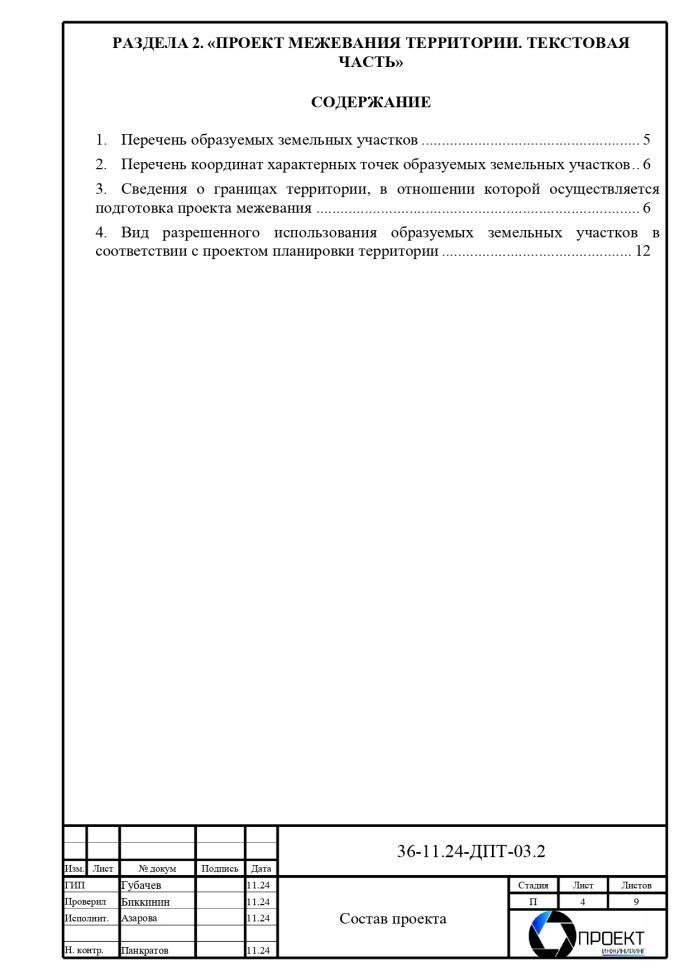 РАЗДЕЛА 2. «ПРОЕКТ МЕЖЕВАНИЯ ТЕРРИТОРИИ. ТЕКСТОВАЯ
ЧАСТЬ»
СОДЕРЖАНИЕ
1. Перечень образуемых земельных участков ...................................................... 5
2. Перечень координат характерных точек образуемых земельных участков.. 6
3. Сведения о границах территории, в отношении которой осуществляется
подготовка проекта межевания ................................................................................ 6
4. Вид разрешенного использования образуемых земельных участков в
соответствии с проектом планировки территории ............................................... 12
36-11.24-ДПТ-03.2
Изм. Лист № докум Подпись Дата
ГИП Губачев 11.24
Проверил Биккинин 11.24
Исполнит. Азарова 11.24
Н. контр. Панкратов 11.24
Состав проекта
Стадия Лист Листов
П 4 9
ПРОЕКТ
ИНЖИНИРИНГ